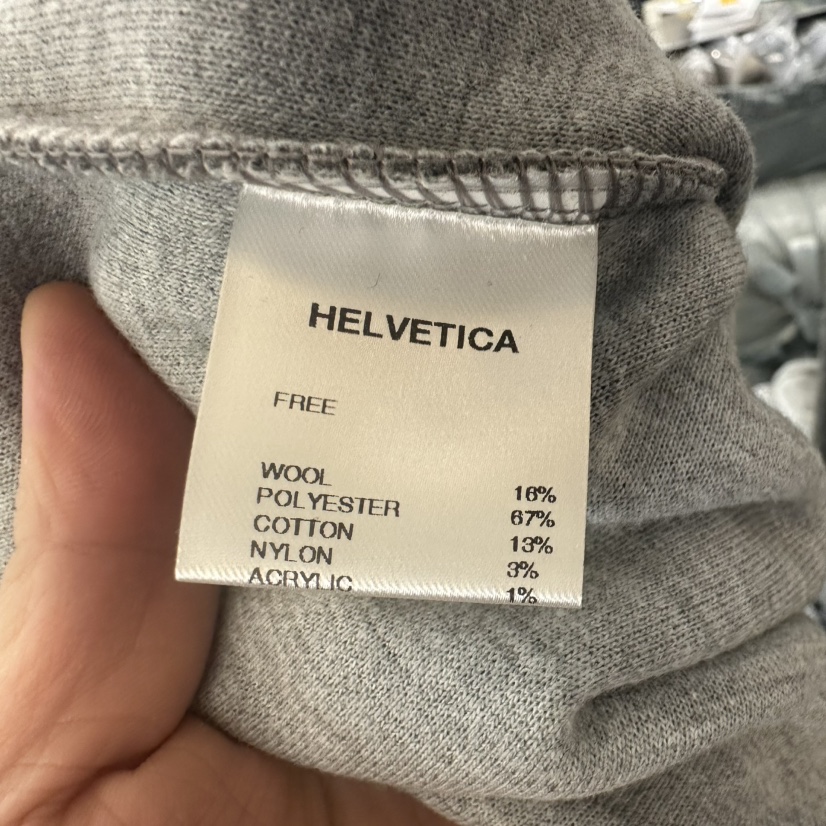 HELVETICA
FREE
WOOL 16%
POLYESTER 67%
COTTON 13%
NYLON 3%
ACRYLIC 1%